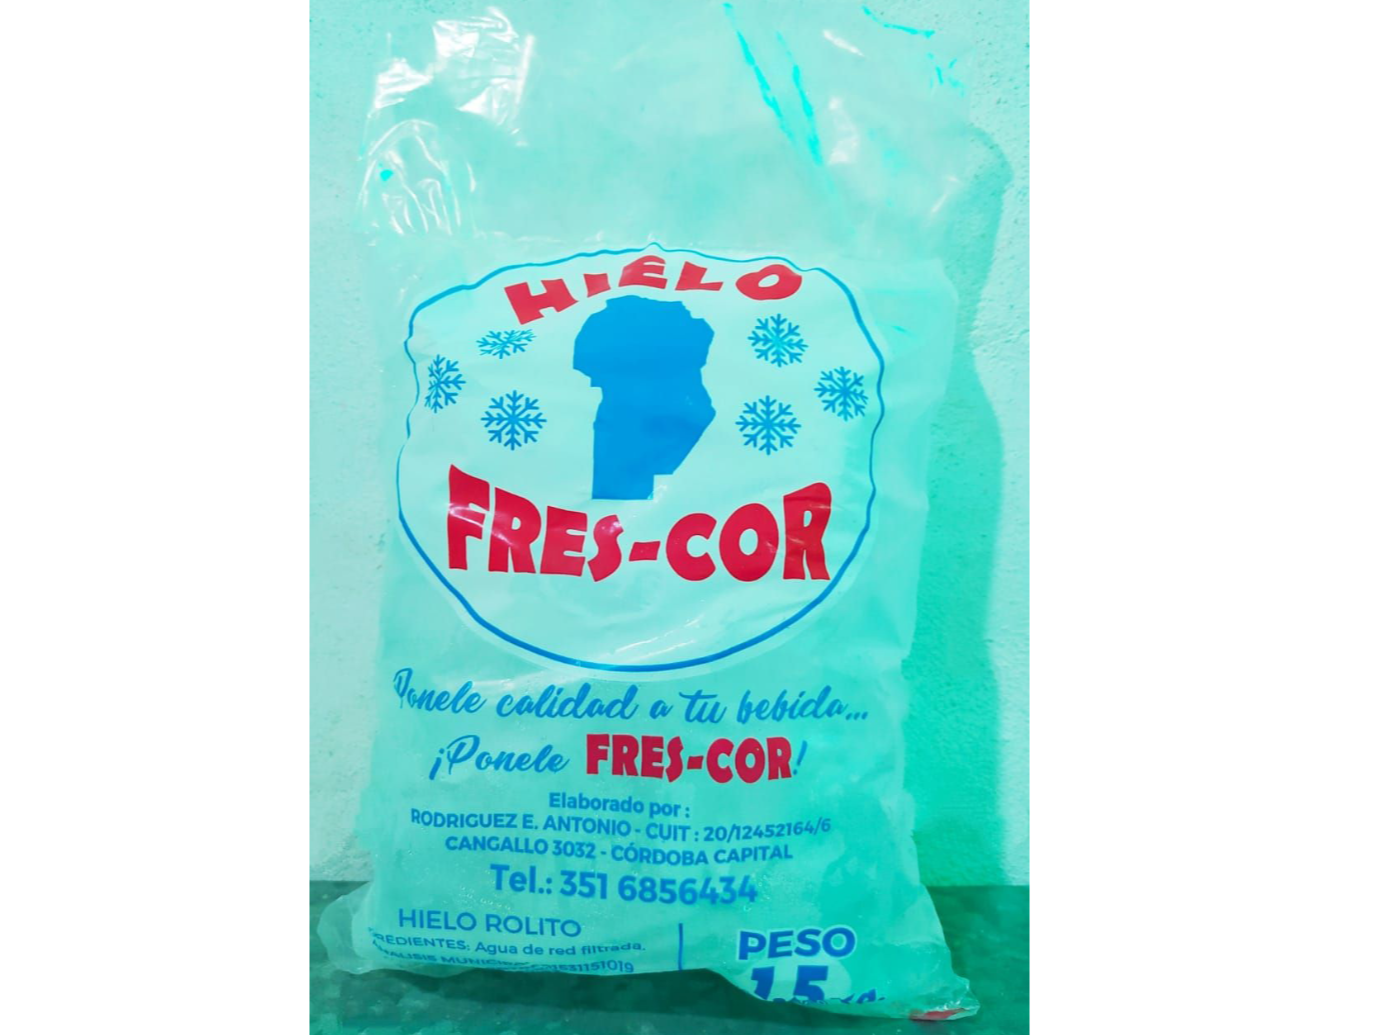 HIELO
FRES-COR
Ponele calidad a tu bebida...
¡Ponele FRES-COR!
Elaborado por :
RODRIGUEZ E. ANTONIO - CUIT : 20/12452164/6
CANGALLO 3032 - CÓRDOBA CAPITAL
Tel.: 351 6856434
HIELO ROLITO
REDIENTES: Agua de red filtrada.
PESO